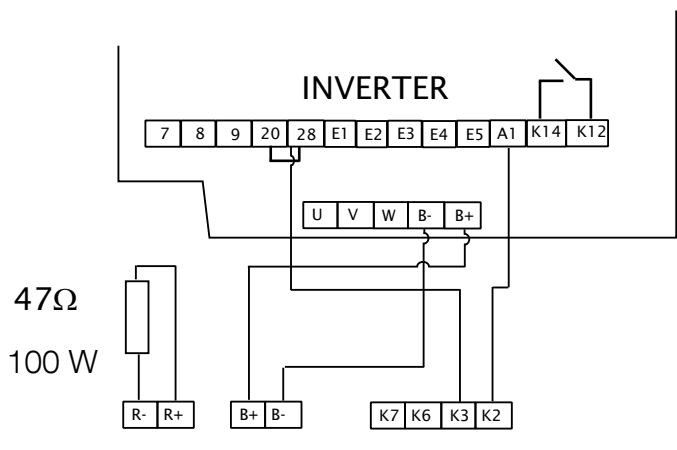 INVERTER
7 8 9 20 28 E1 E2 E3 E4 E5 A1 K14 K12
U V W B- B+
47Ω
100 W
R- R+ B+ B- K7 K6 K3 K2